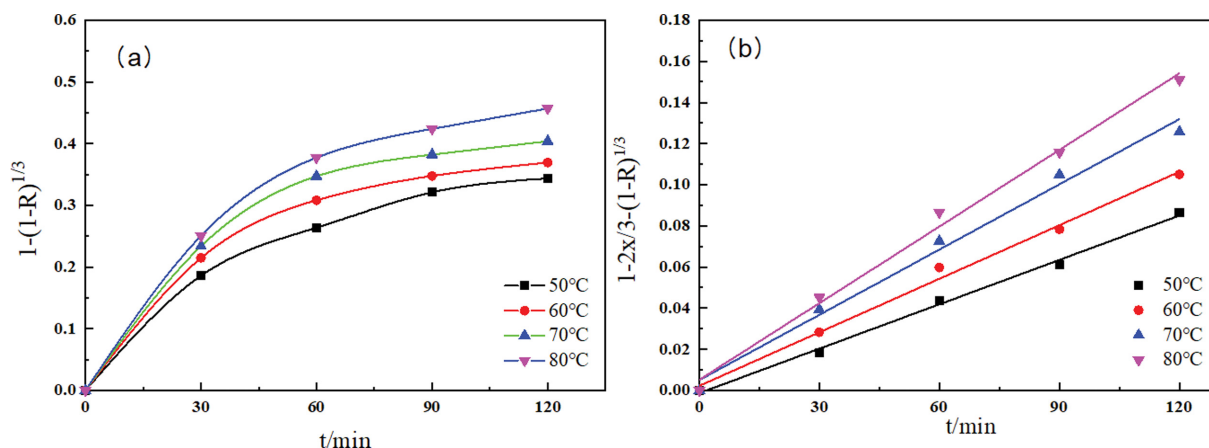 (a)
0.6
0.5
0.4
0.3
0.2
0.1
0.0
1-(1-R)^{1/3}
0 30 60 90 120
t/min
50°C
60°C
70°C
80°C
(b)
0.18
0.16
0.14
0.12
0.10
0.08
0.06
0.04
0.02
0.00
1-2x/3-(1-R)^{1/3}
0 30 60 90 120
t/min
50°C
60°C
70°C
80°C